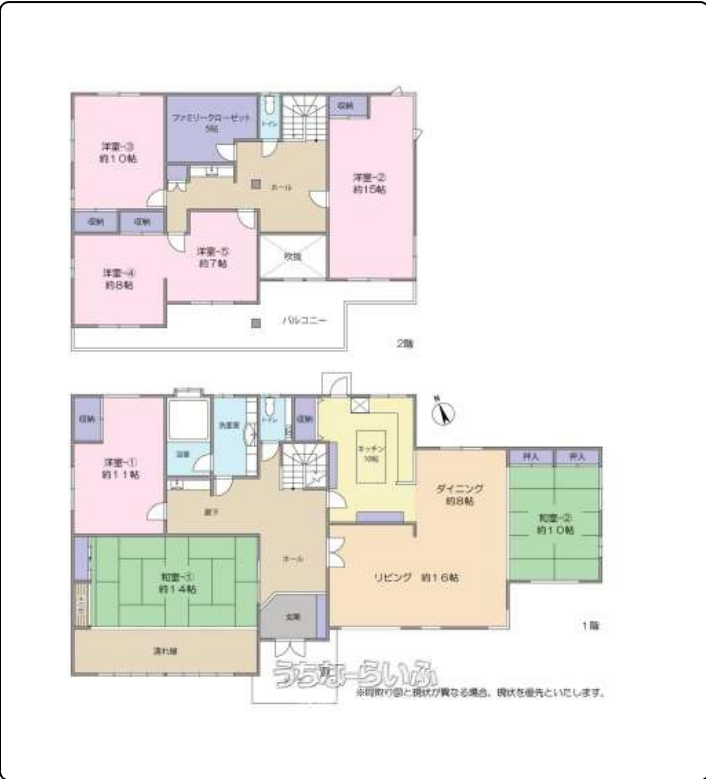 洋室-③
約10帖
ファミリークローゼット
5帖
トイレ
収納
洋室-②
約15帖
ホール
収納
収納
洋室-④
約8帖
洋室-⑤
約7帖
吹抜
バルコニー
2階
収納
洋室-①
約11帖
浴室
洗面室
トイレ
収納
キッチン
10帖
N
ダイニング
約8帖
押入
押入
和室-②
約10帖
廊下
ホール
リビング 約16帖
和室-①
約14帖
玄関
濡れ縁
1階
うちなーらいふ
※間取り図と現状が異なる場合、現状を優先といたします。